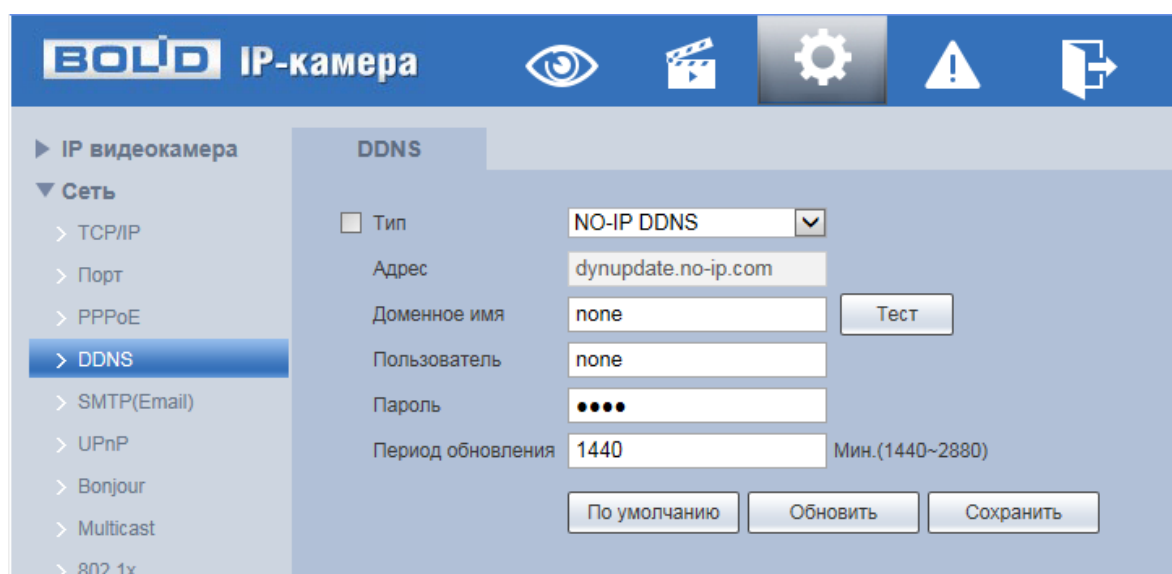 BOLID IP-камера
IP видеокамера
Сеть
TCP/IP
Порт
PPPoE
DDNS
SMTP(Email)
UPnP
Bonjour
Multicast
802.1x
DDNS
Тип NO-IP DDNS
Адрес dynupdate.no-ip.com
Доменное имя none Тест
Пользователь none
Пароль ••••
Период обновления 1440 Мин.(1440~2880)
По умолчанию Обновить Сохранить